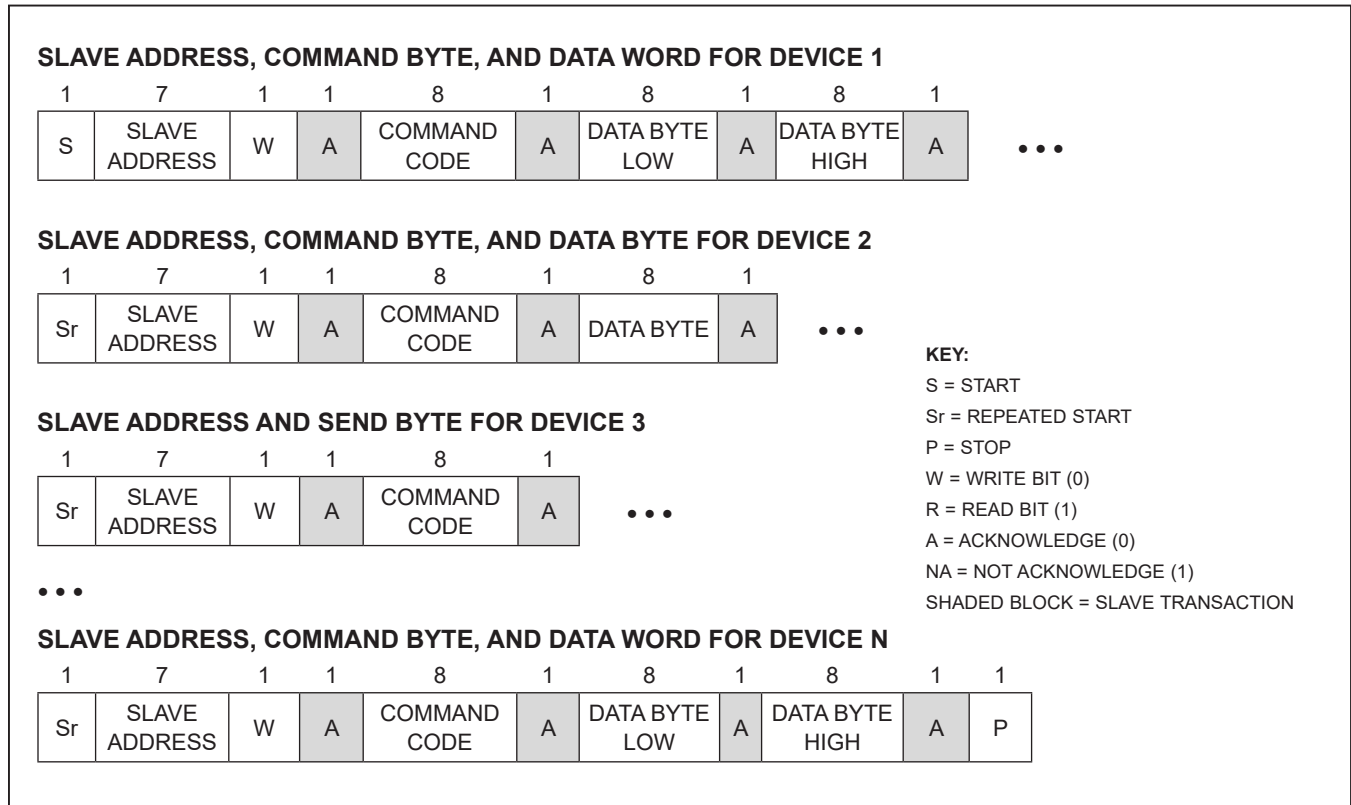 SLAVE ADDRESS, COMMAND BYTE, AND DATA WORD FOR DEVICE 1
1 7 1 1 8 1 8 1 8 1
S SLAVE ADDRESS W A COMMAND CODE A DATA BYTE LOW A DATA BYTE HIGH A • • •
SLAVE ADDRESS, COMMAND BYTE, AND DATA BYTE FOR DEVICE 2
1 7 1 1 8 1 8 1
Sr SLAVE ADDRESS W A COMMAND CODE A DATA BYTE A • • •
SLAVE ADDRESS AND SEND BYTE FOR DEVICE 3
1 7 1 1 8 1
Sr SLAVE ADDRESS W A COMMAND CODE A • • •
• • •
SLAVE ADDRESS, COMMAND BYTE, AND DATA WORD FOR DEVICE N
1 7 1 1 8 1 8 1 8 1 1
Sr SLAVE ADDRESS W A COMMAND CODE A DATA BYTE LOW A DATA BYTE HIGH A P
KEY:
S = START
Sr = REPEATED START
P = STOP
W = WRITE BIT (0)
R = READ BIT (1)
A = ACKNOWLEDGE (0)
NA = NOT ACKNOWLEDGE (1)
SHADED BLOCK = SLAVE TRANSACTION